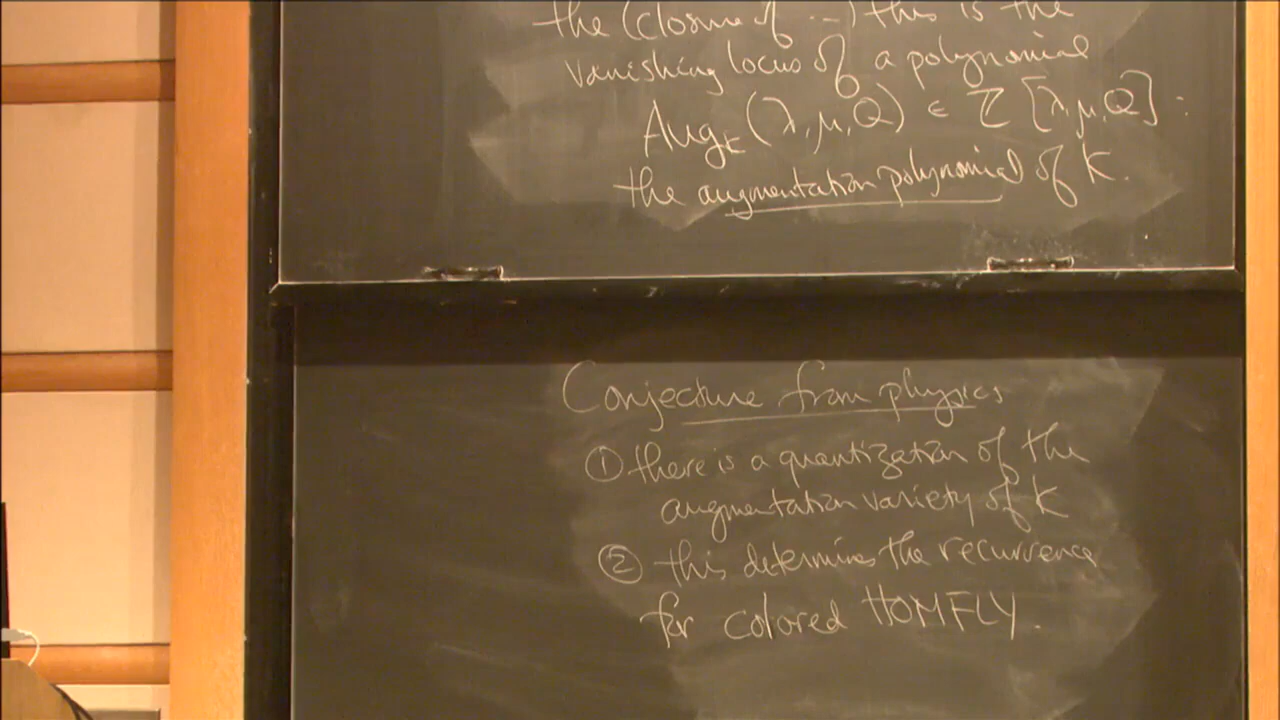 the (closure of ...) this is the
vanishing locus of a polynomial
Aug_K (λ, μ, Q) ∈ ℤ [λ, μ, Q] :
the augmentation polynomial of K.
Conjecture from physics
① there is a quantization of the
augmentation variety of K
② this determines the recurrence
for colored HOMFLY.